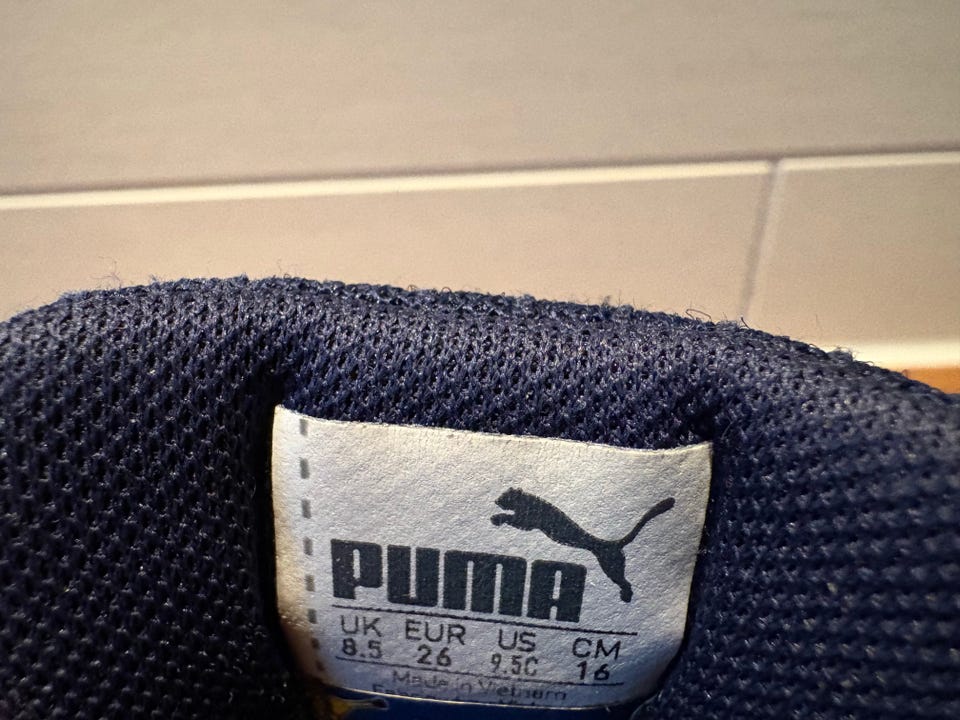 PUMA
UK EUR US CM
8.5 26 9.5C 16
Made in Vietnam